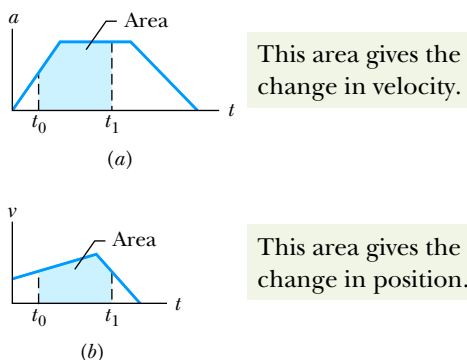 a
Area
t₀
t₁
t
(a)
This area gives the
change in velocity.
v
Area
t₀
t₁
t
(b)
This area gives the
change in position.